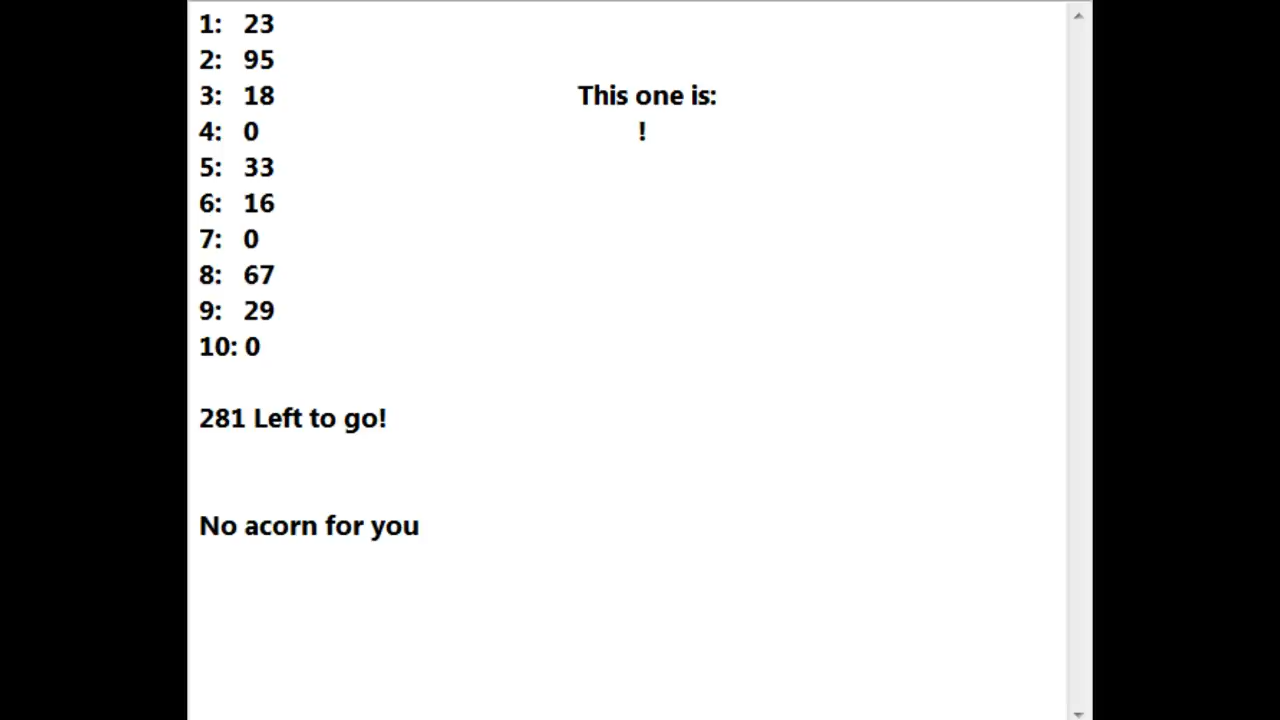 1: 23
2: 95
3: 18 This one is:
4: 0 !
5: 33
6: 16
7: 0
8: 67
9: 29
10: 0
281 Left to go!
No acorn for you